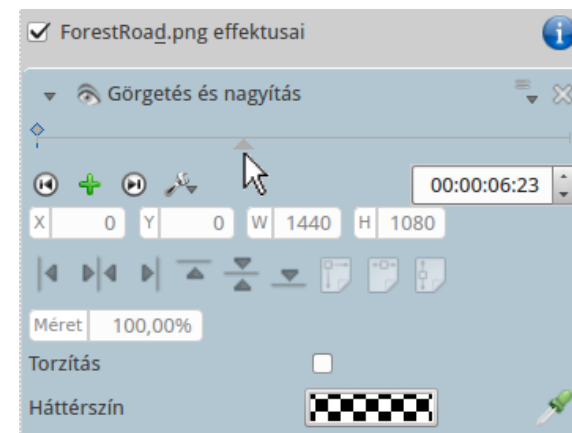 ForestRoad.png effektusai
Görgetés és nagyítás
00:00:06:23
X 0 Y 0 W 1440 H 1080
Méret 100,00%
Torzítás
Háttérszín